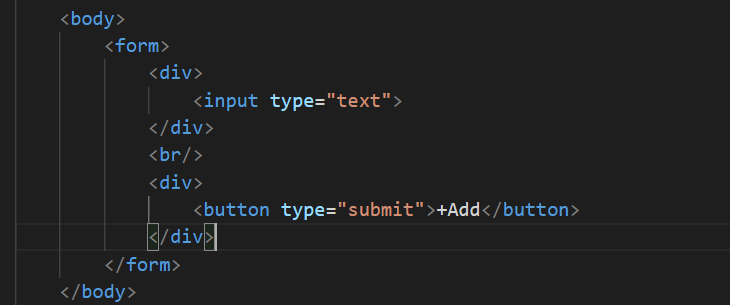 <body>
<form>
<div>
<input type="text">
</div>
<br/>
<div>
<button type="submit">+Add</button>
</div>
</form>
</body>